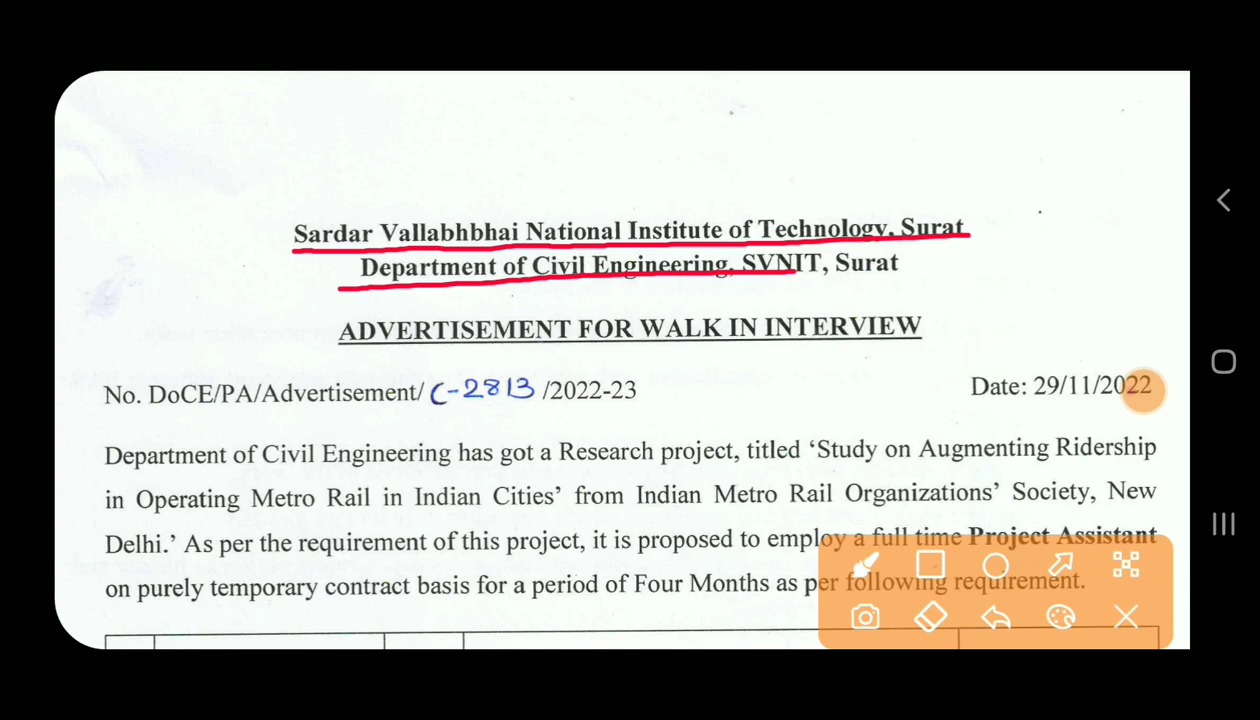 Sardar Vallabhbhai National Institute of Technology, Surat
Department of Civil Engineering, SVNIT, Surat
ADVERTISEMENT FOR WALK IN INTERVIEW
No. DoCE/PA/Advertisement/ C-2813 /2022-23 Date: 29/11/2022
Department of Civil Engineering has got a Research project, titled ‘Study on Augmenting Ridership
in Operating Metro Rail in Indian Cities’ from Indian Metro Rail Organizations’ Society, New
Delhi.’ As per the requirement of this project, it is proposed to employ a full time Project Assistant
on purely temporary contract basis for a period of Four Months as per following requirement.